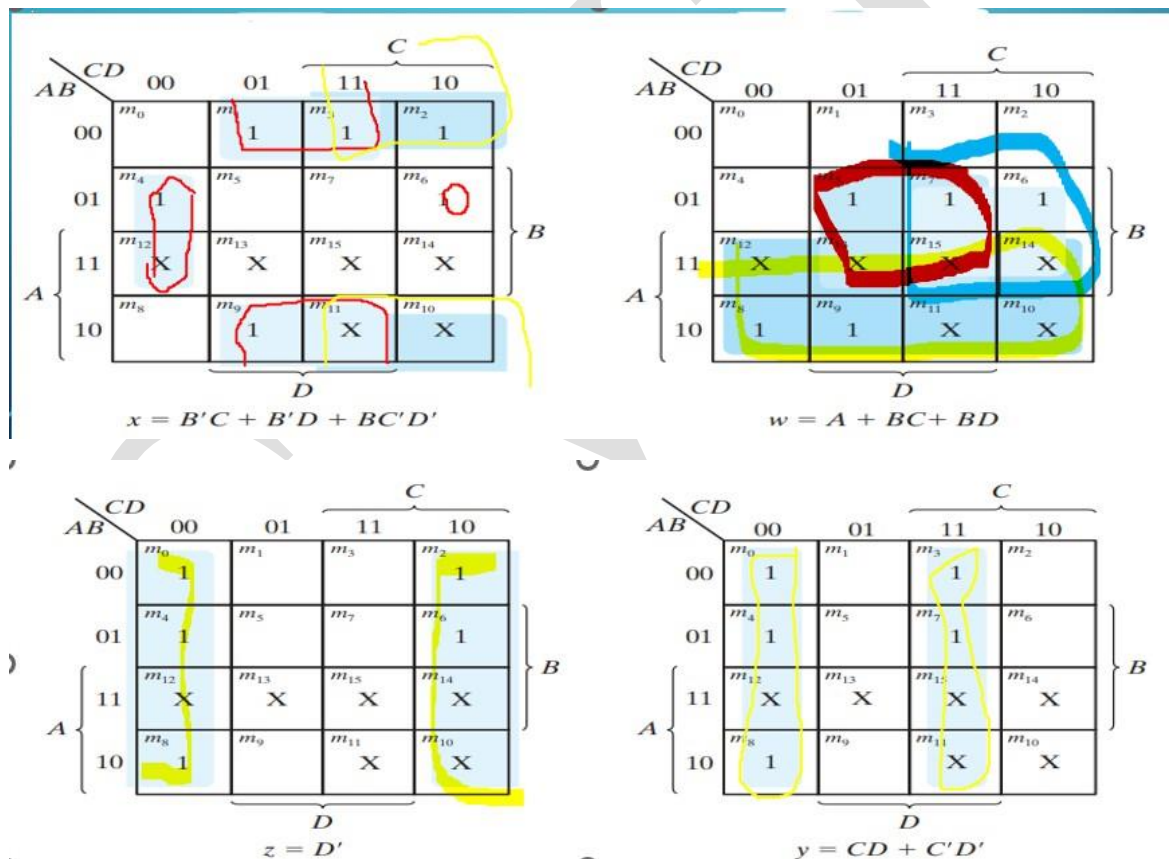 C
CD
AB
00 01 11 10
m0 m m3 m2
00 1 1 1
m4 m5 m7 m6
01 1 1
B
m12 m13 m15 m14
11 X X X X
A
m8 m9 m11 m10
10 1 X X
D
x = B'C + B'D + BC'D'
C
CD
AB
00 01 11 10
m0 m1 m3 m2
00
m4 m7 m6
01 1 1 1
B
m12 m15 m14
11 X X X X
A
m8 m9 m11 m10
10 1 1 X X
D
w = A + BC + BD
C
CD
AB
00 01 11 10
m0 m1 m3 m2
00 1 1
m4 m5 m7 m6
01 1 1
B
m12 m13 m15 m14
11 X X X X
A
m8 m9 m11 m10
10 1 X X
D
z = D'
C
CD
AB
00 01 11 10
m0 m1 m3 m2
00 1 1
m4 m5 m7 m6
01 1 1
B
m12 m13 m15 m14
11 X X X X
A
m8 m9 m11 m10
10 1 X X
D
y = CD + C'D'